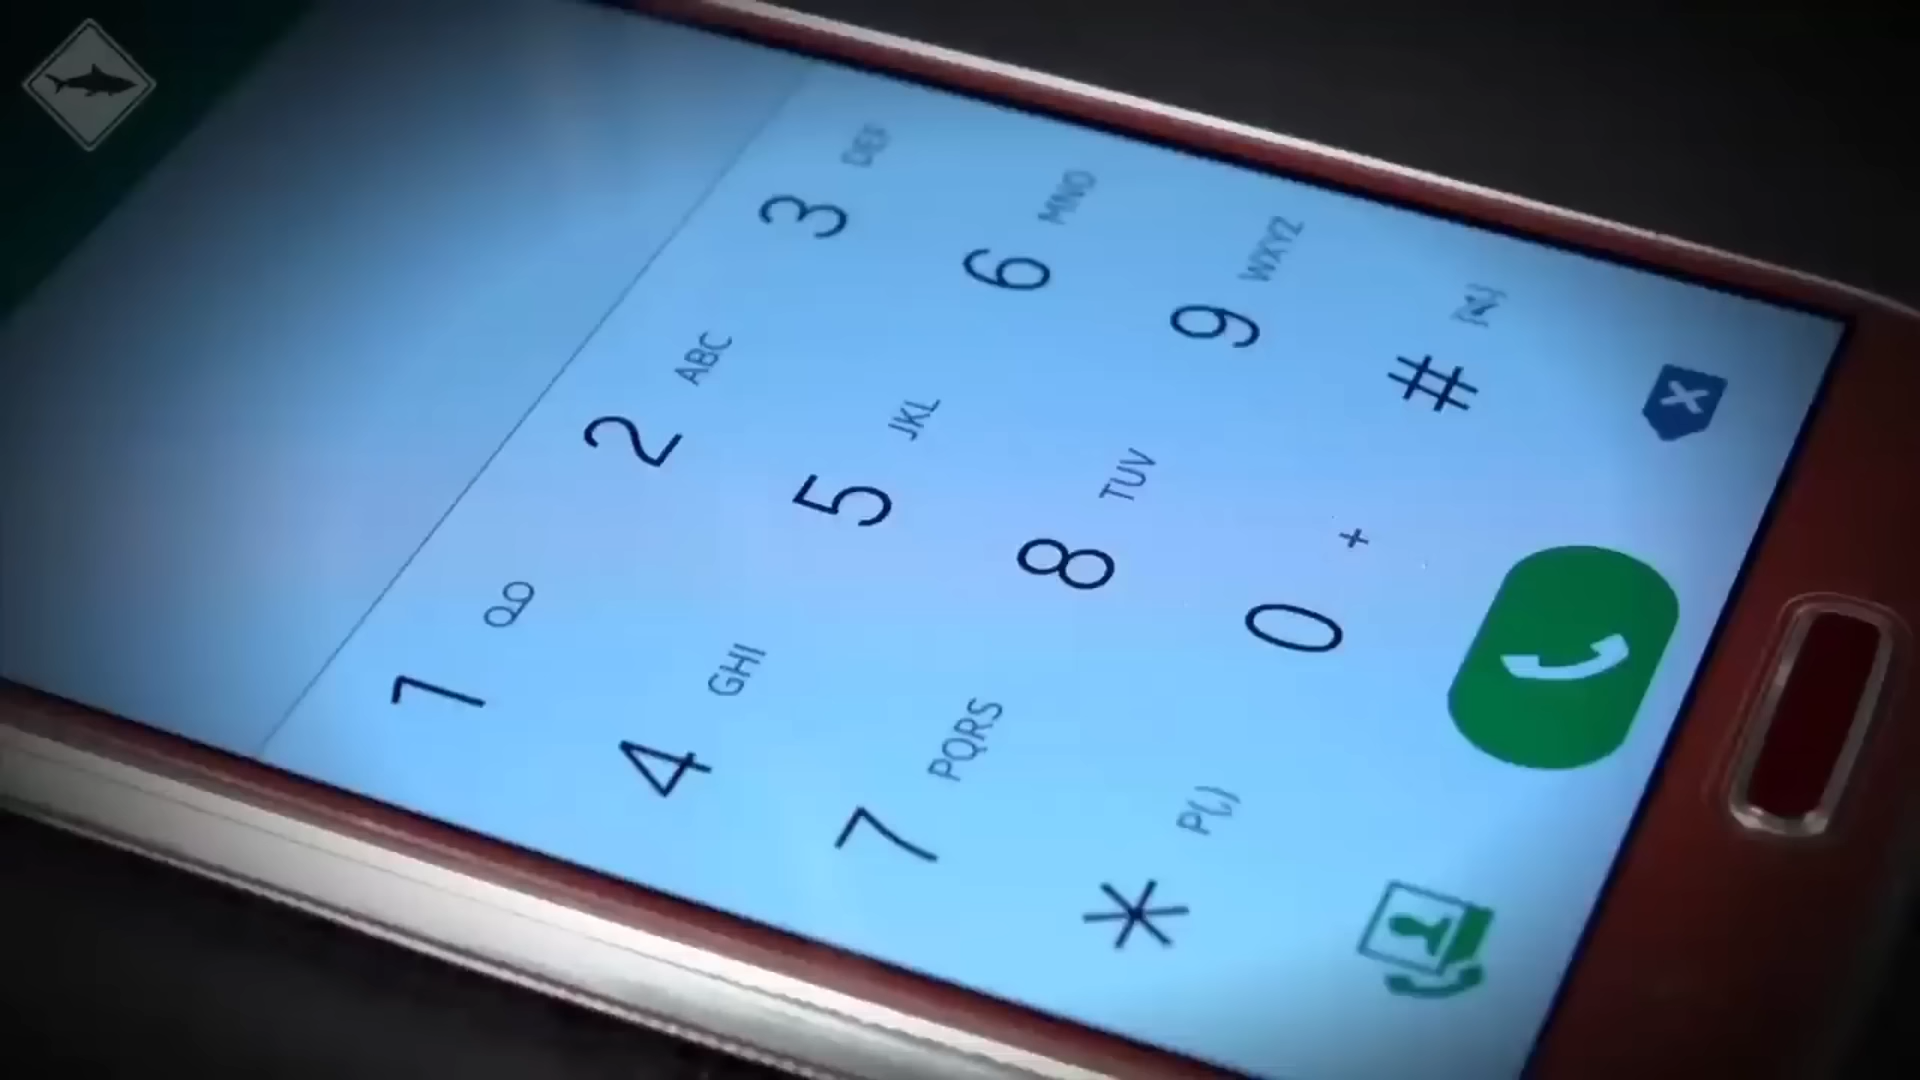 1
2 ABC
3 DEF
4 GHI
5 JKL
6 MNO
7 PQRS
8 TUV
9 WXYZ
* P(,)
0 +
#